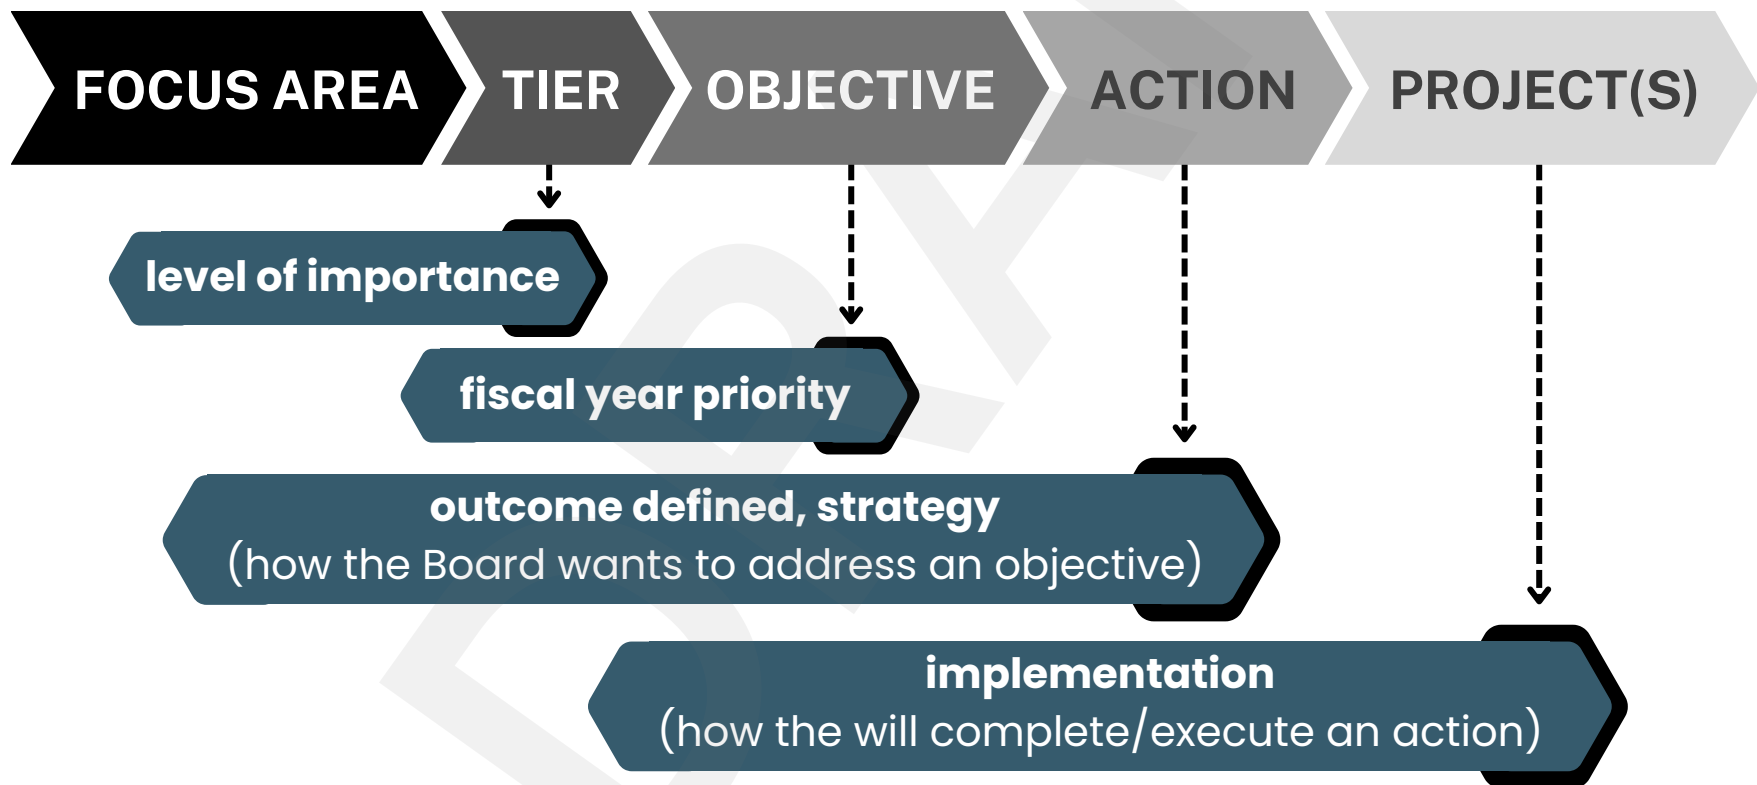 FOCUS AREA
TIER
OBJECTIVE
ACTION
PROJECT(S)
level of importance
fiscal year priority
outcome defined, strategy
(how the Board wants to address an objective)
implementation
(how the will complete/execute an action)